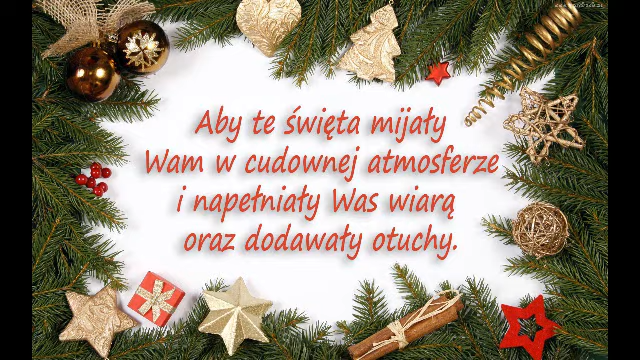 Aby te święta mijały
Wam w cudownej atmosferze
i napełniały Was wiarą
oraz dodawały otuchy.